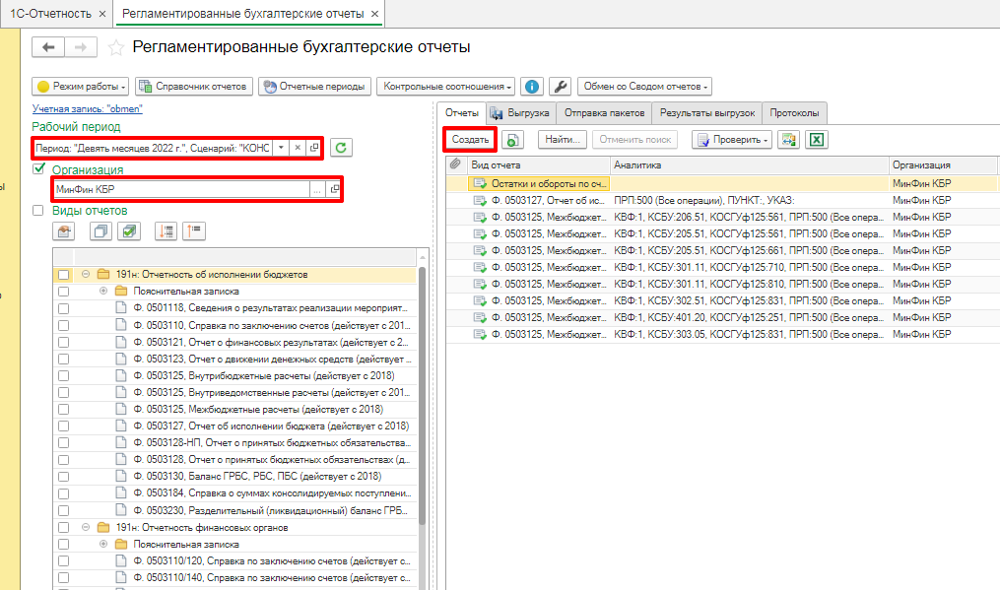 1С-Отчетность ×
Регламентированные бухгалтерские отчеты ×
Регламентированные бухгалтерские отчеты
Режим работы
Справочник отчетов
Отчетные периоды
Контрольные соотношения
Обмен со Сводом отчетов
Учетная запись: "obmen"
Рабочий период
Период: "Девять месяцев 2022 г.", Сценарий: "КОНС
Организация
МинФин КБР
Виды отчетов
191н: Отчетность об исполнении бюджетов
Пояснительная записка
Ф. 0501118, Сведения о результатах реализации мероприят...
Ф. 0503110, Справка по заключению счетов (действует с 201...
Ф. 0503121, Отчет о финансовых результатах (действует с 2...
Ф. 0503123, Отчет о движении денежных средств (действует ...
Ф. 0503125, Внутрибюджетные расчеты (действует с 2018)
Ф. 0503125, Внутриведомственные расчеты (действует с 201...
Ф. 0503125, Межбюджетные расчеты (действует с 2018)
Ф. 0503127, Отчет об исполнении бюджета (действует с 2018)
Ф. 0503128-НП, Отчет о принятых бюджетных обязательства...
Ф. 0503128, Отчет о принятых бюджетных обязательствах (д...
Ф. 0503130, Баланс ГРБС, РБС, ПБС (действует с 2018)
Ф. 0503184, Справка о суммах консолидируемых поступлени...
Ф. 0503230, Разделительный (ликвидационный) баланс ГРБ...
191н: Отчетность финансовых органов
Пояснительная записка
Ф. 0503110/120, Справка по заключению счетов (действует с...
Ф. 0503110/140, Справка по заключению счетов (действует с...
Отчеты
Выгрузка
Отправка пакетов
Результаты выгрузок
Протоколы
Создать
Найти...
Отменить поиск
Проверить
Вид отчета Аналитика Организация
Остатки и обороты по сч... МинФин КБР
Ф. 0503127, Отчет об ис... ПРП:500 (Все операции), ПУНКТ:, УКАЗ: МинФин КБР
Ф. 0503125, Межбюджет... КВФ:1, КСБУ:206.51, КОСГУф125:561, ПРП:500 (Все опера... МинФин КБР
Ф. 0503125, Межбюджет... КВФ:1, КСБУ:205.51, КОСГУф125:561, ПРП:500 (Все опера... МинФин КБР
Ф. 0503125, Межбюджет... КВФ:1, КСБУ:205.51, КОСГУф125:661, ПРП:500 (Все опера... МинФин КБР
Ф. 0503125, Межбюджет... КВФ:1, КСБУ:301.11, КОСГУф125:710, ПРП:500 (Все опера... МинФин КБР
Ф. 0503125, Межбюджет... КВФ:1, КСБУ:301.11, КОСГУф125:810, ПРП:500 (Все опера... МинФин КБР
Ф. 0503125, Межбюджет... КВФ:1, КСБУ:302.51, КОСГУф125:831, ПРП:500 (Все опера... МинФин КБР
Ф. 0503125, Межбюджет... КВФ:1, КСБУ:401.20, КОСГУф125:251, ПРП:500 (Все опера... МинФин КБР
Ф. 0503125, Межбюджет... КВФ:1, КСБУ:303.05, КОСГУф125:831, ПРП:500 (Все опера... МинФин КБР